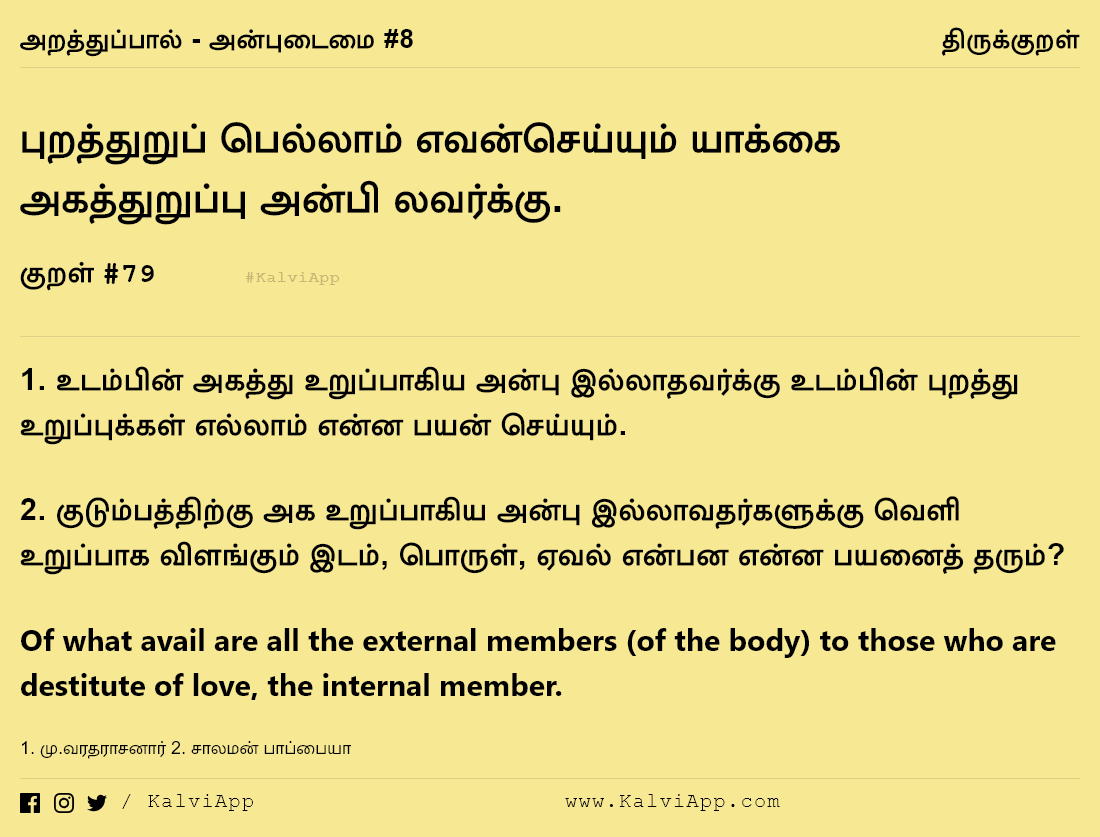 அறத்துப்பால் - அன்புடைமை #8 திருக்குறள்
புறத்துறுப் பெல்லாம் எவன்செய்யும் யாக்கை
அகத்துறுப்பு அன்பி லவர்க்கு.
குறள் #79 #KalviApp
1. உடம்பின் அகத்து உறுப்பாகிய அன்பு இல்லாதவர்க்கு உடம்பின் புறத்து
உறுப்புக்கள் எல்லாம் என்ன பயன் செய்யும்.
2. குடும்பத்திற்கு அக உறுப்பாகிய அன்பு இல்லாவதர்களுக்கு வெளி
உறுப்பாக விளங்கும் இடம், பொருள், ஏவல் என்பன என்ன பயனைத் தரும்?
Of what avail are all the external members (of the body) to those who are
destitute of love, the internal member.
1. மு.வரதராசனார் 2. சாலமன் பாப்பையா
/ KalviApp www.KalviApp.com